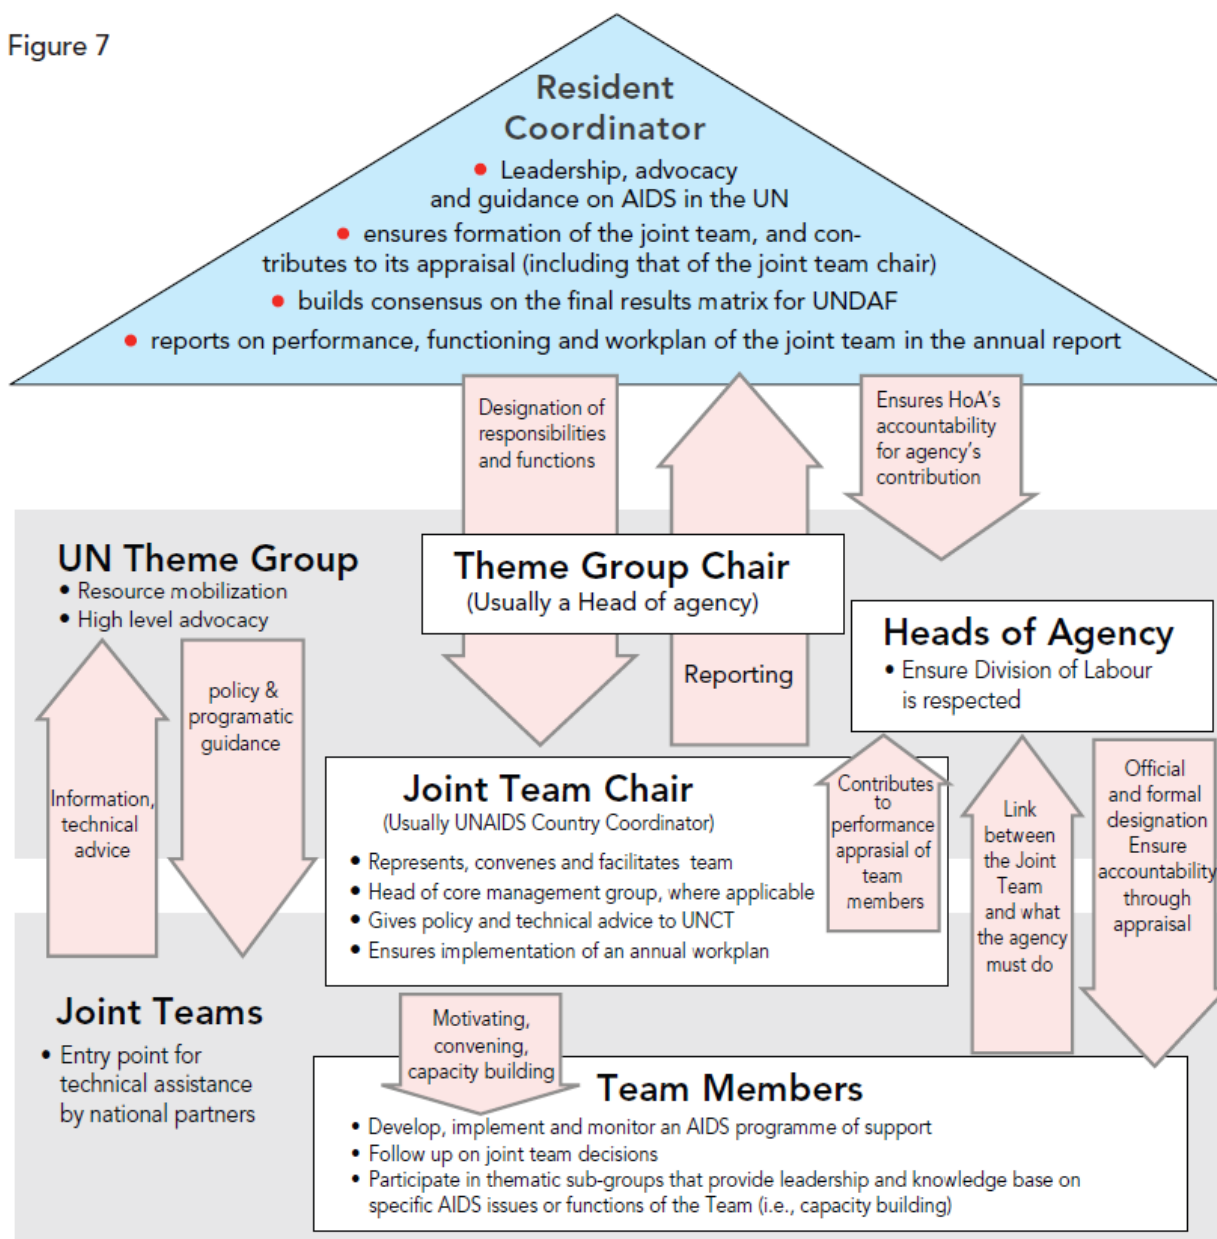 Figure 7
Resident
Coordinator
• Leadership, advocacy
and guidance on AIDS in the UN
• ensures formation of the joint team, and con-
tributes to its appraisal (including that of the joint team chair)
• builds consensus on the final results matrix for UNDAF
• reports on performance, functioning and workplan of the joint team in the annual report
Designation of
responsibilities
and functions
Ensures HoA's
accountability
for agency's
contribution
UN Theme Group
• Resource mobilization
• High level advocacy
Theme Group Chair
(Usually a Head of agency)
Heads of Agency
• Ensure Division of Labour
is respected
Reporting
policy &
programatic
guidance
Information,
technical
advice
Joint Team Chair
(Usually UNAIDS Country Coordinator)
• Represents, convenes and facilitates team
• Head of core management group, where applicable
• Gives policy and technical advice to UNCT
• Ensures implementation of an annual workplan
Contributes
to
performance
apprasial of
team
members
Link
between
the Joint
Team
and what
the agency
must do
Official
and formal
designation
Ensure
accountability
through
appraisal
Joint Teams
• Entry point for
technical assistance
by national partners
Motivating,
convening,
capacity building
Team Members
• Develop, implement and monitor an AIDS programme of support
• Follow up on joint team decisions
• Participate in thematic sub-groups that provide leadership and knowledge base on
specific AIDS issues or functions of the Team (i.e., capacity building)